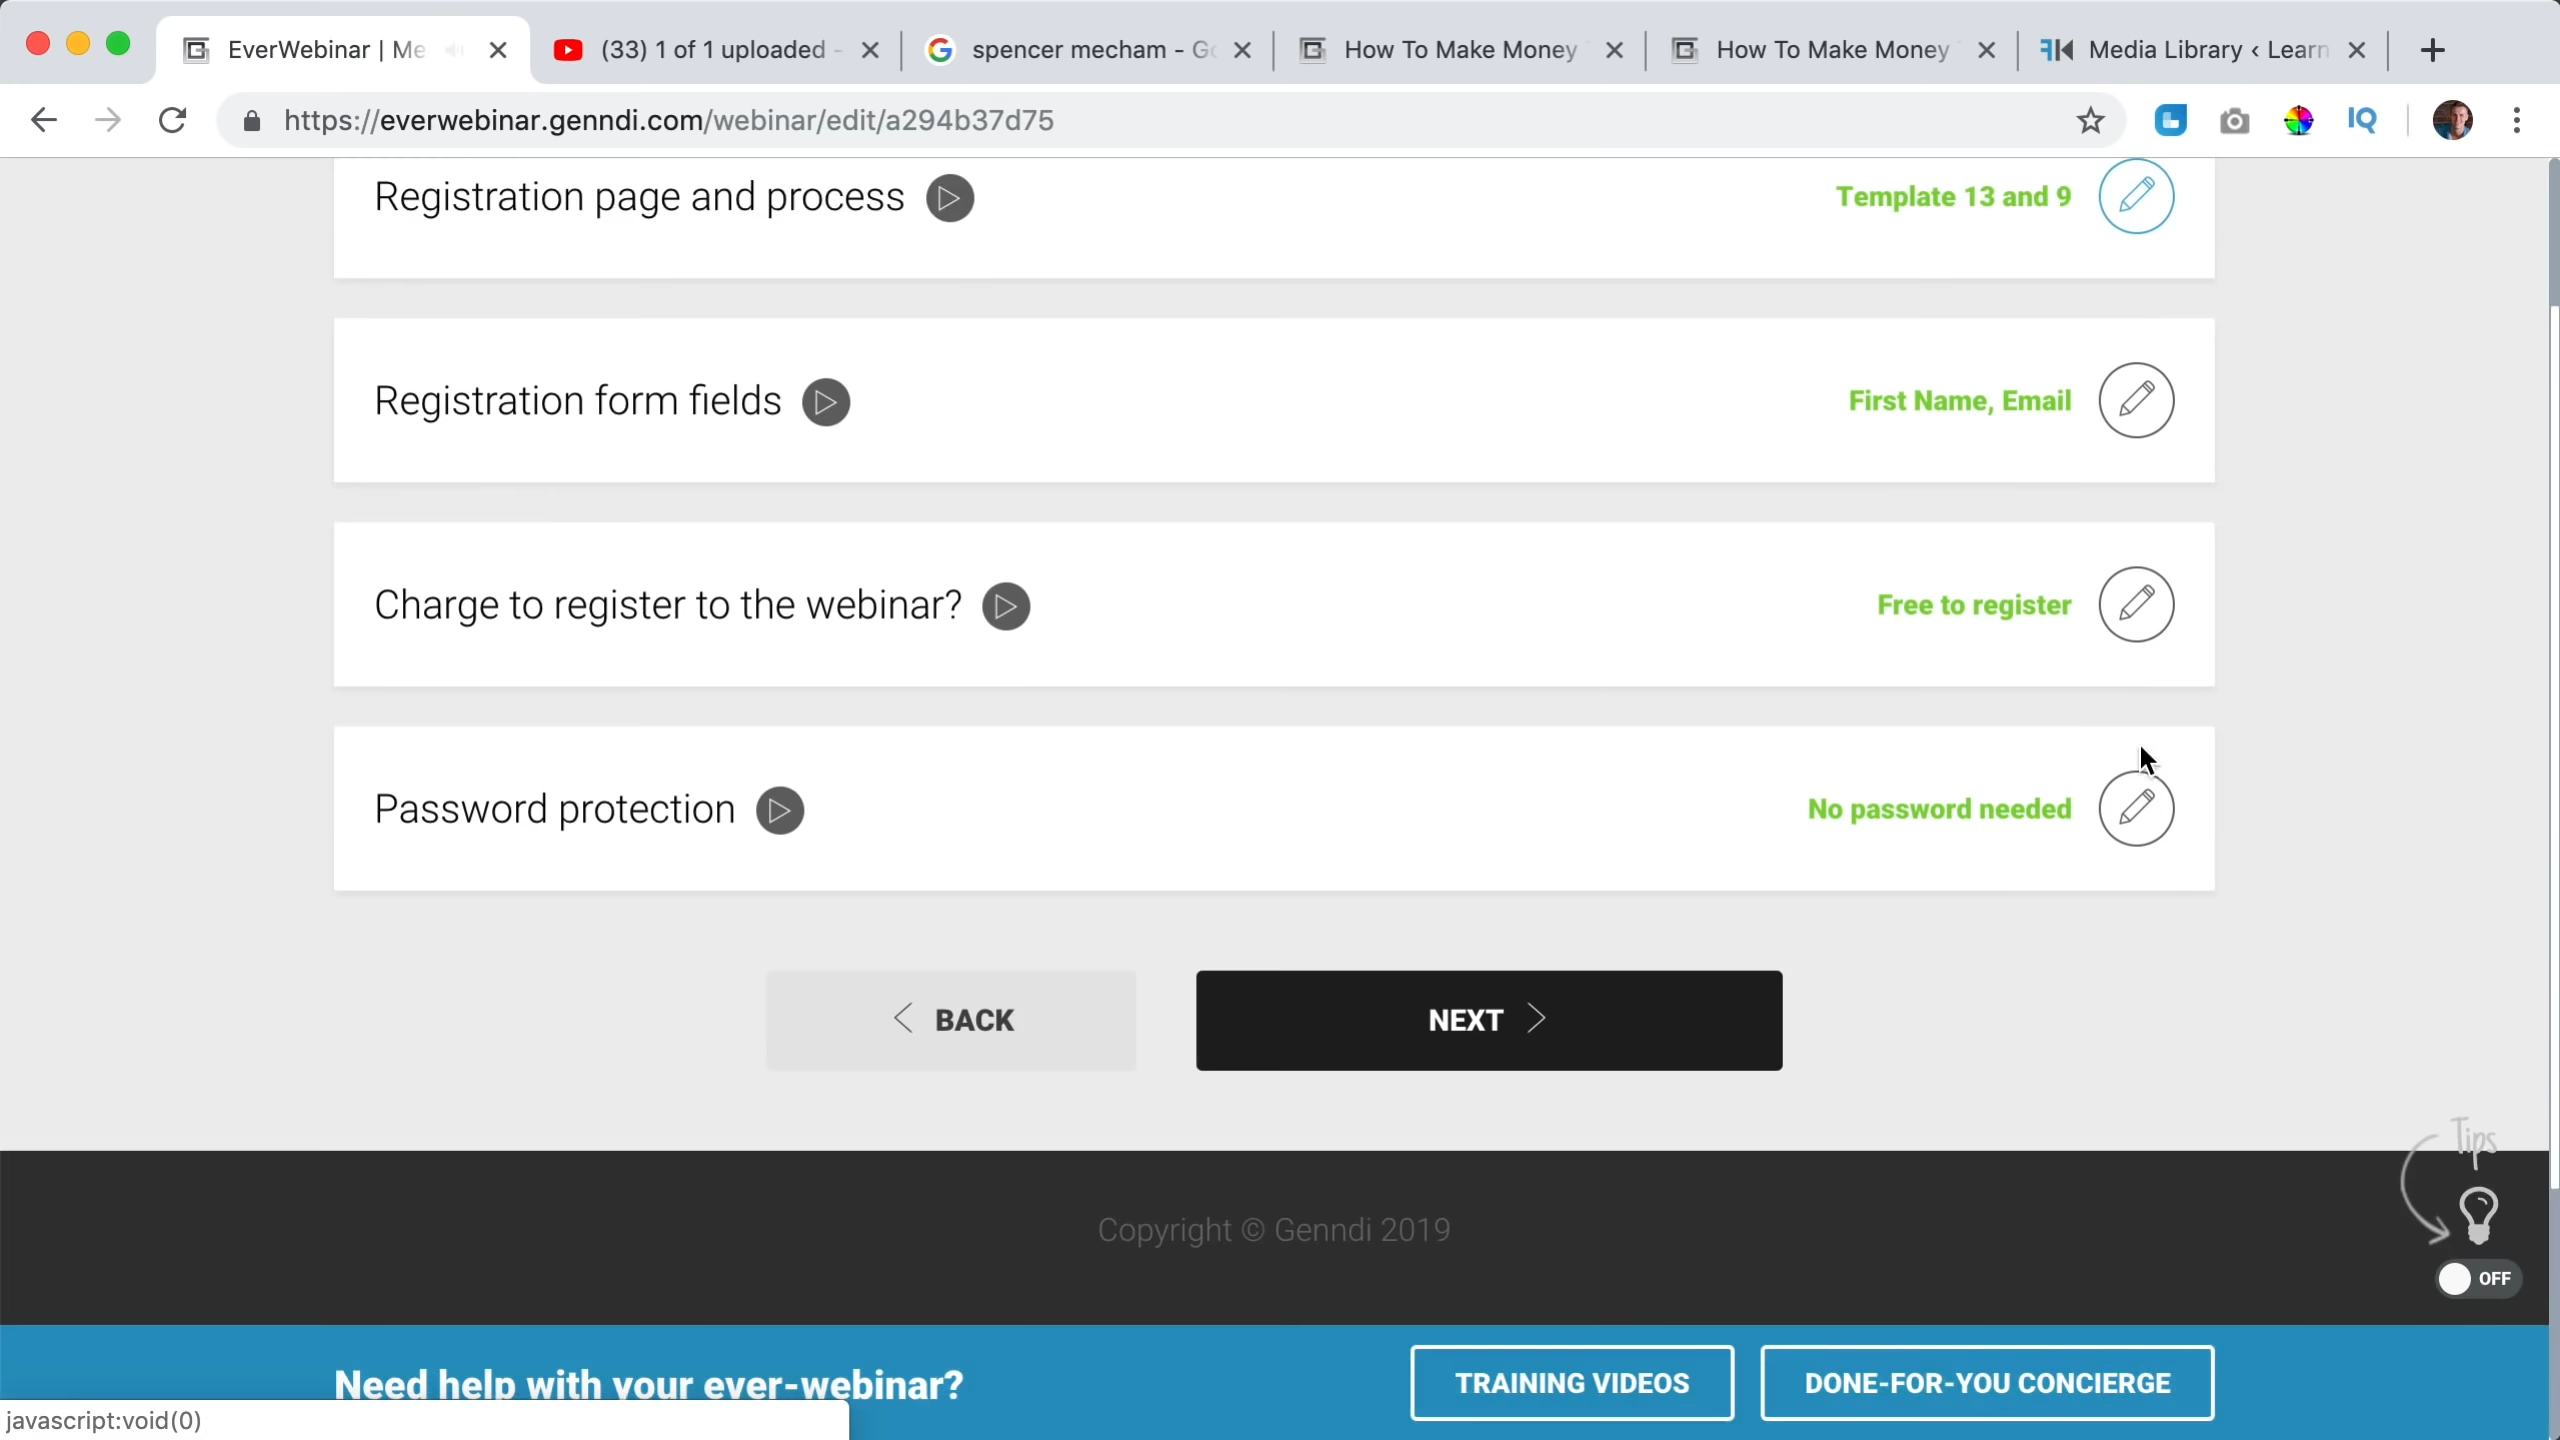 EverWebinar | Me
(33) 1 of 1 uploaded -
spencer mecham - Go
How To Make Money
How To Make Money
Media Library ‹ Learn
https://everwebinar.genndi.com/webinar/edit/a294b37d75
IQ
Registration page and process
Template 13 and 9
Registration form fields
First Name, Email
Charge to register to the webinar?
Free to register
Password protection
No password needed
BACK
NEXT
Tips
Copyright © Genndi 2019
OFF
Need help with your ever-webinar?
TRAINING VIDEOS
DONE-FOR-YOU CONCIERGE
javascript:void(0)